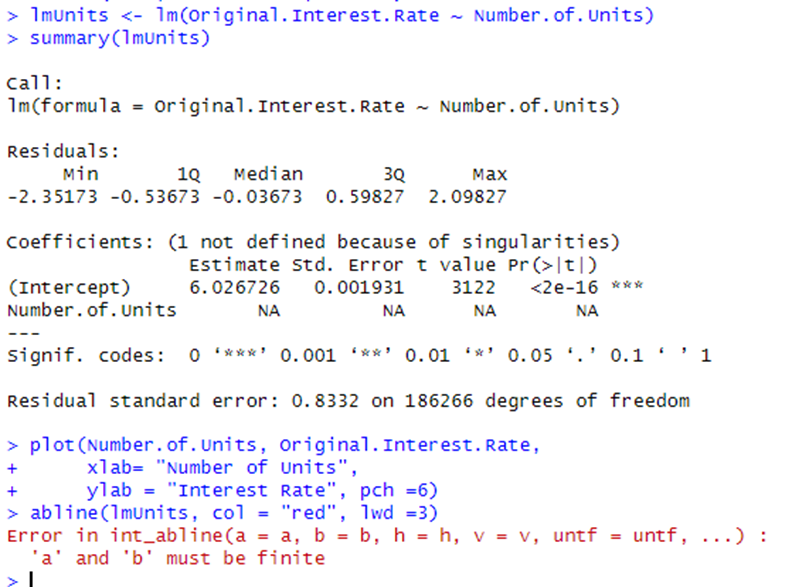 > lmUnits <- lm(Original.Interest.Rate ~ Number.of.Units)
> summary(lmUnits)
Call:
lm(formula = Original.Interest.Rate ~ Number.of.Units)
Residuals:
     Min       1Q   Median       3Q      Max
-2.35173 -0.53673 -0.03673  0.59827  2.09827
Coefficients: (1 not defined because of singularities)
                Estimate Std. Error t value Pr(>|t|)
(Intercept)     6.026726   0.001931    3122   <2e-16 ***
Number.of.Units       NA         NA      NA       NA
---
Signif. codes:  0 ‘***’ 0.001 ‘**’ 0.01 ‘*’ 0.05 ‘.’ 0.1 ‘ ’ 1
Residual standard error: 0.8332 on 186266 degrees of freedom
> plot(Number.of.Units, Original.Interest.Rate,
+      xlab= "Number of Units",
+      ylab = "Interest Rate", pch =6)
> abline(lmUnits, col = "red", lwd =3)
Error in int_abline(a = a, b = b, h = h, v = v, untf = untf, ...) :
  'a' and 'b' must be finite
>